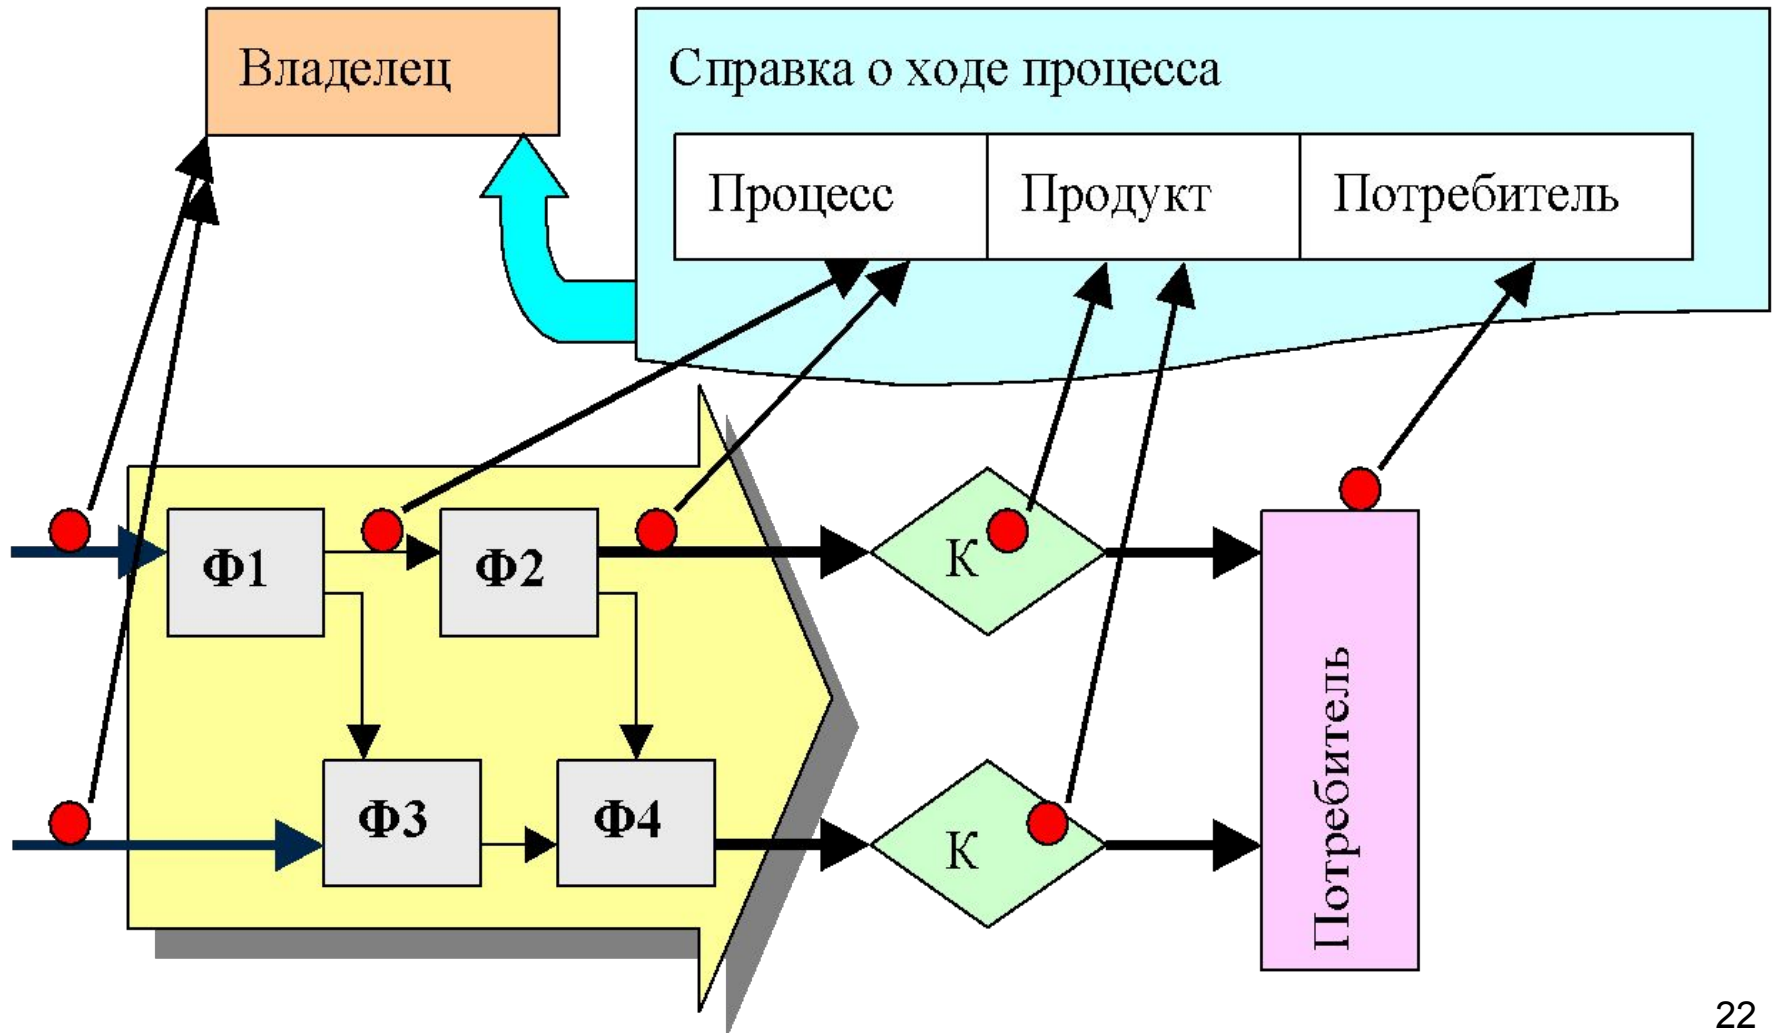 Владелец
Справка о ходе процесса
Процесс
Продукт
Потребитель
Ф1
Ф2
К
Ф3
Ф4
К
Потребитель
22